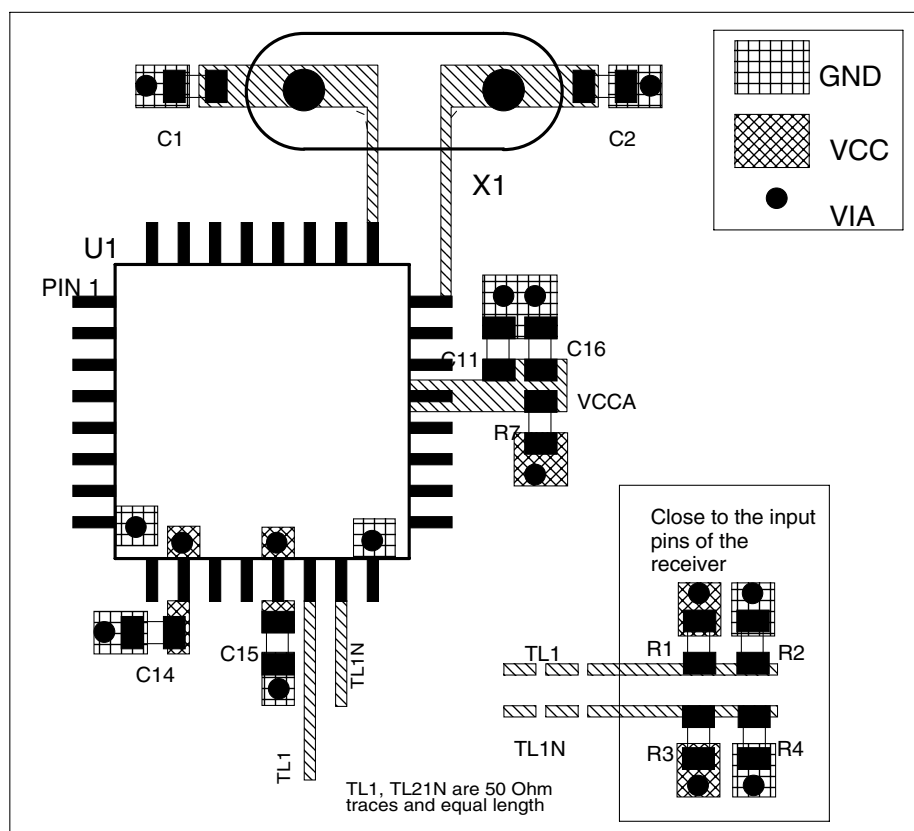 GND
VCC
VIA
C1
C2
X1
U1
PIN 1
C11
C16
VCCA
R7
Close to the input
pins of the
receiver
C14
C15
TL1N
TL1
TL1
R1
R2
TL1N
R3
R4
TL1, TL21N are 50 Ohm
traces and equal length